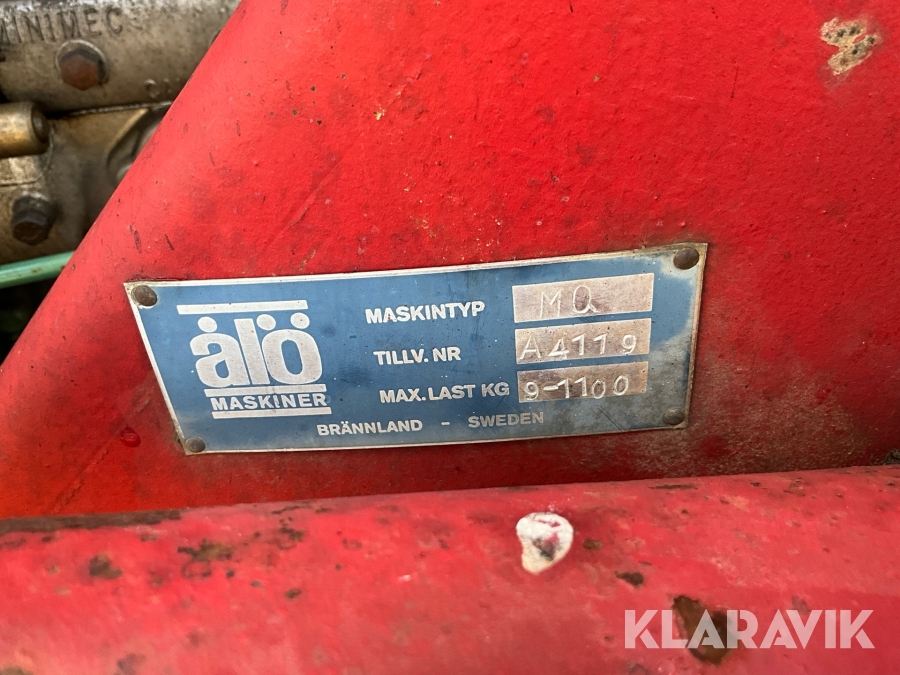 MINIMEC
ålö
MASKINER
MASKINTYP MQ
TILLV. NR A4119
MAX. LAST KG 9-1100
BRÄNNLAND - SWEDEN
KLARAVIK